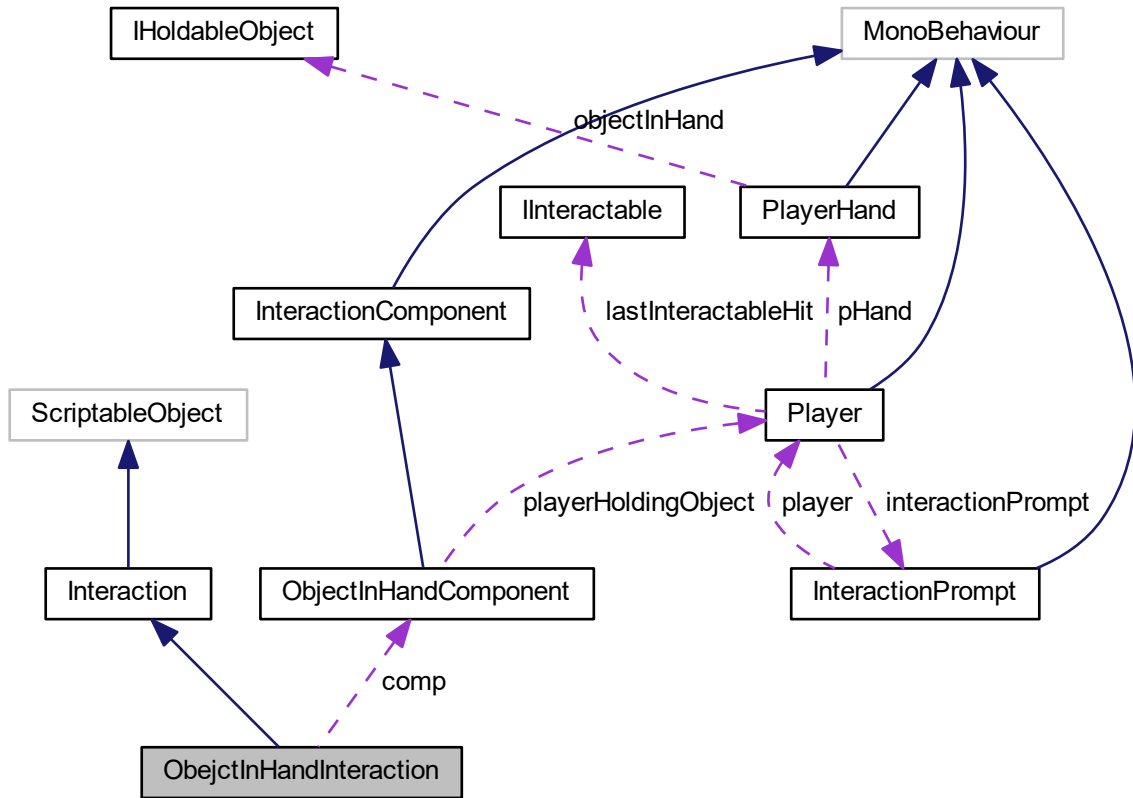 IHoldableObject
MonoBehaviour
objectInHand
IInteractable
PlayerHand
InteractionComponent
lastInteractableHit
pHand
ScriptableObject
Player
playerHoldingObject
player
interactionPrompt
Interaction
ObjectInHandComponent
InteractionPrompt
comp
ObejctInHandInteraction